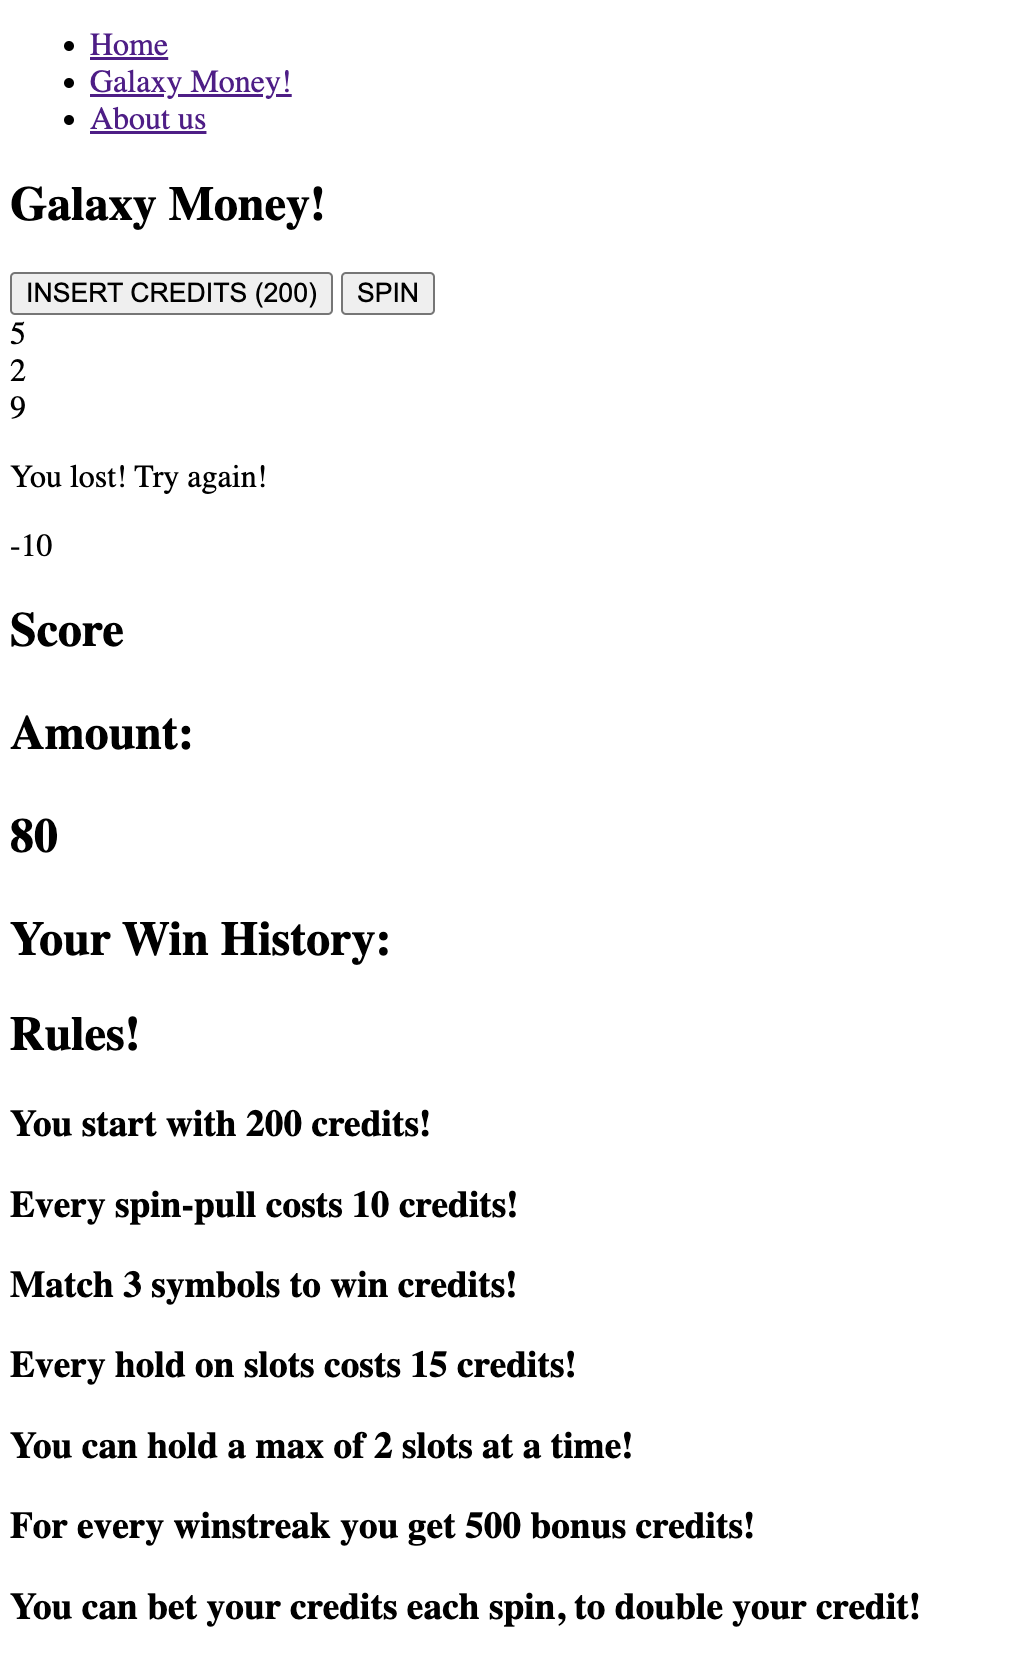 Home
Galaxy Money!
About us
Galaxy Money!
INSERT CREDITS (200) SPIN
5
2
9
You lost! Try again!
-10
Score
Amount:
80
Your Win History:
Rules!
You start with 200 credits!
Every spin-pull costs 10 credits!
Match 3 symbols to win credits!
Every hold on slots costs 15 credits!
You can hold a max of 2 slots at a time!
For every winstreak you get 500 bonus credits!
You can bet your credits each spin, to double your credit!